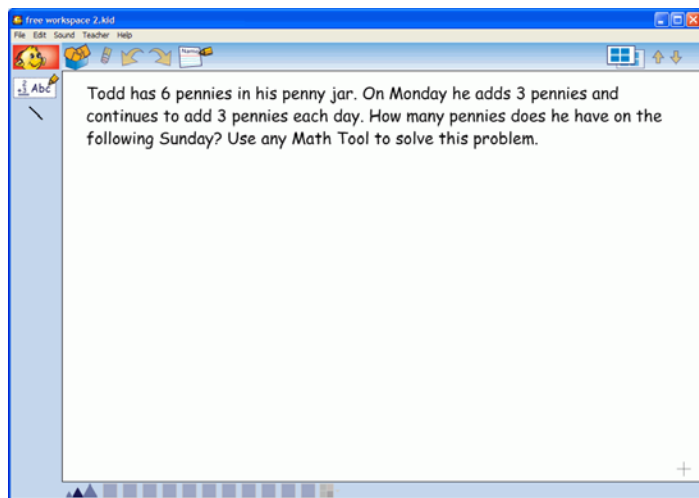 free workspace 2.kid
File Edit Sound Teacher Help
Name
Abc
Todd has 6 pennies in his penny jar. On Monday he adds 3 pennies and
continues to add 3 pennies each day. How many pennies does he have on the
following Sunday? Use any Math Tool to solve this problem.